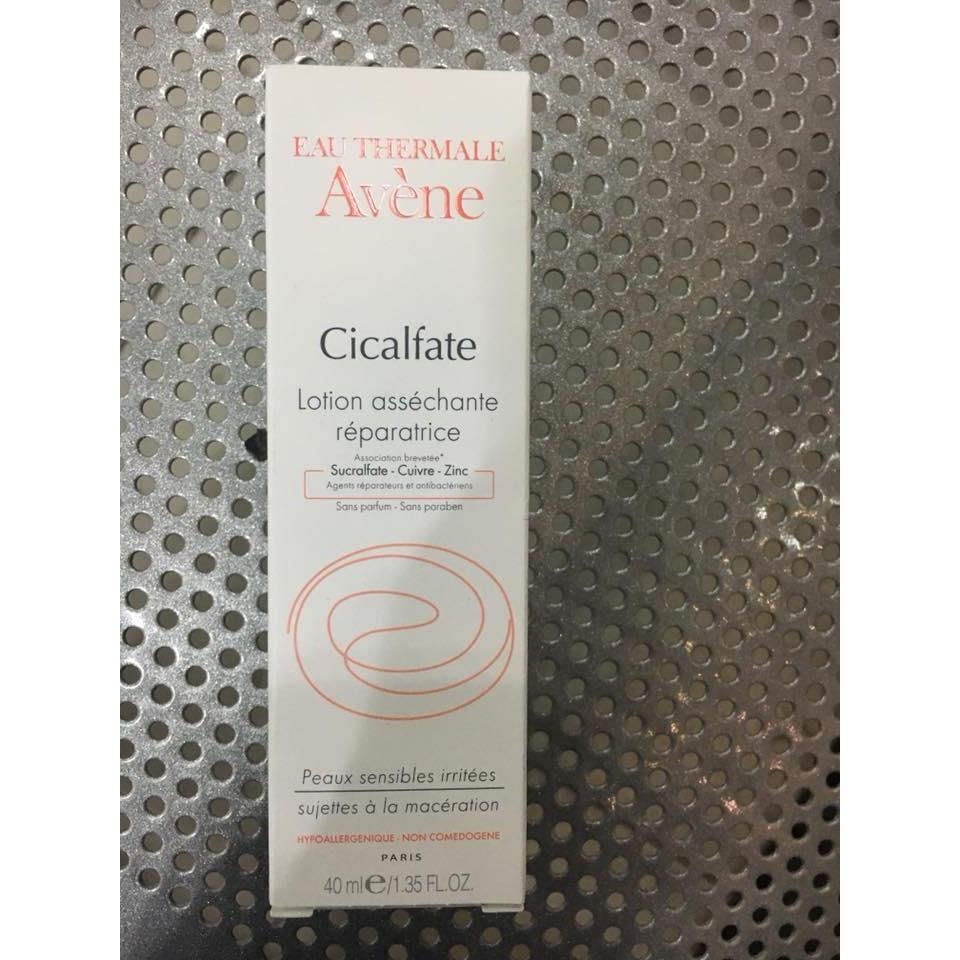 EAU THERMALE
Avène
Cicalfate
Lotion asséchante
réparatrice
Association brevetée*
Sucralfate - Cuivre - Zinc
Agents réparateurs et antibactériens
Sans parfum - Sans paraben
Peaux sensibles irritées
sujettes à la macération
HYPOALLERGENIQUE - NON COMEDOGENE
PARIS
40 ml℮/1.35 FL.OZ.